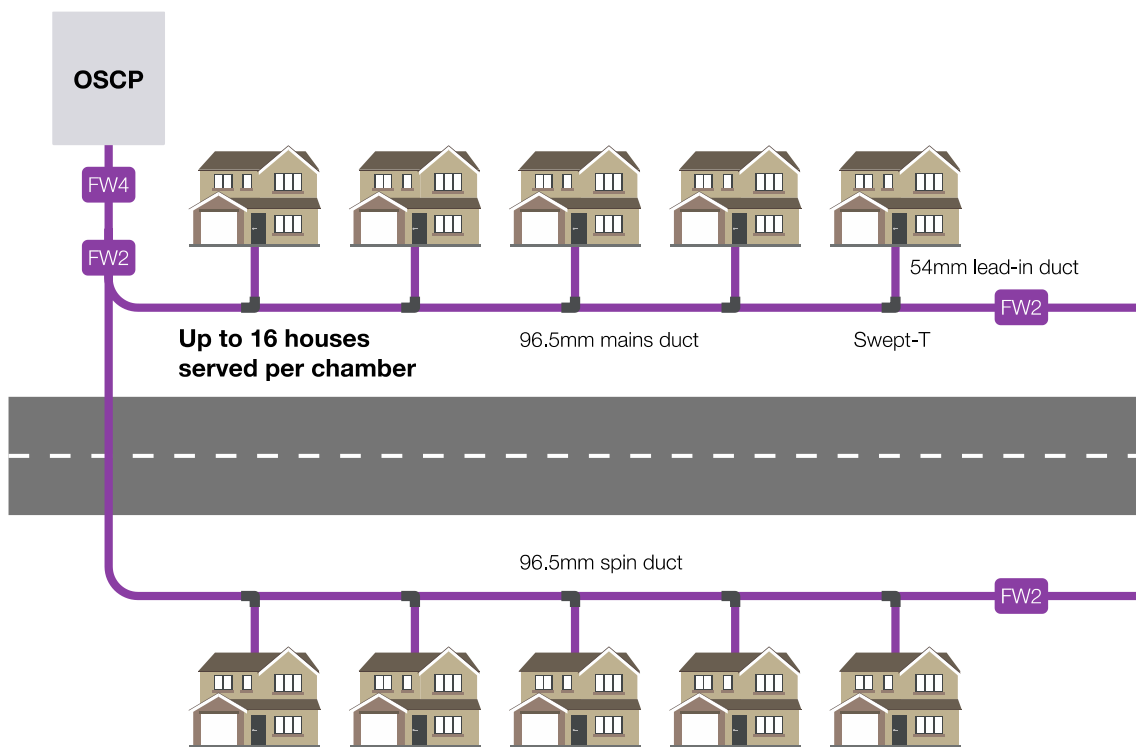 OSCP
FW4
FW2
54mm lead-in duct
FW2
Up to 16 houses
served per chamber
96.5mm mains duct
Swept-T
96.5mm spin duct
FW2